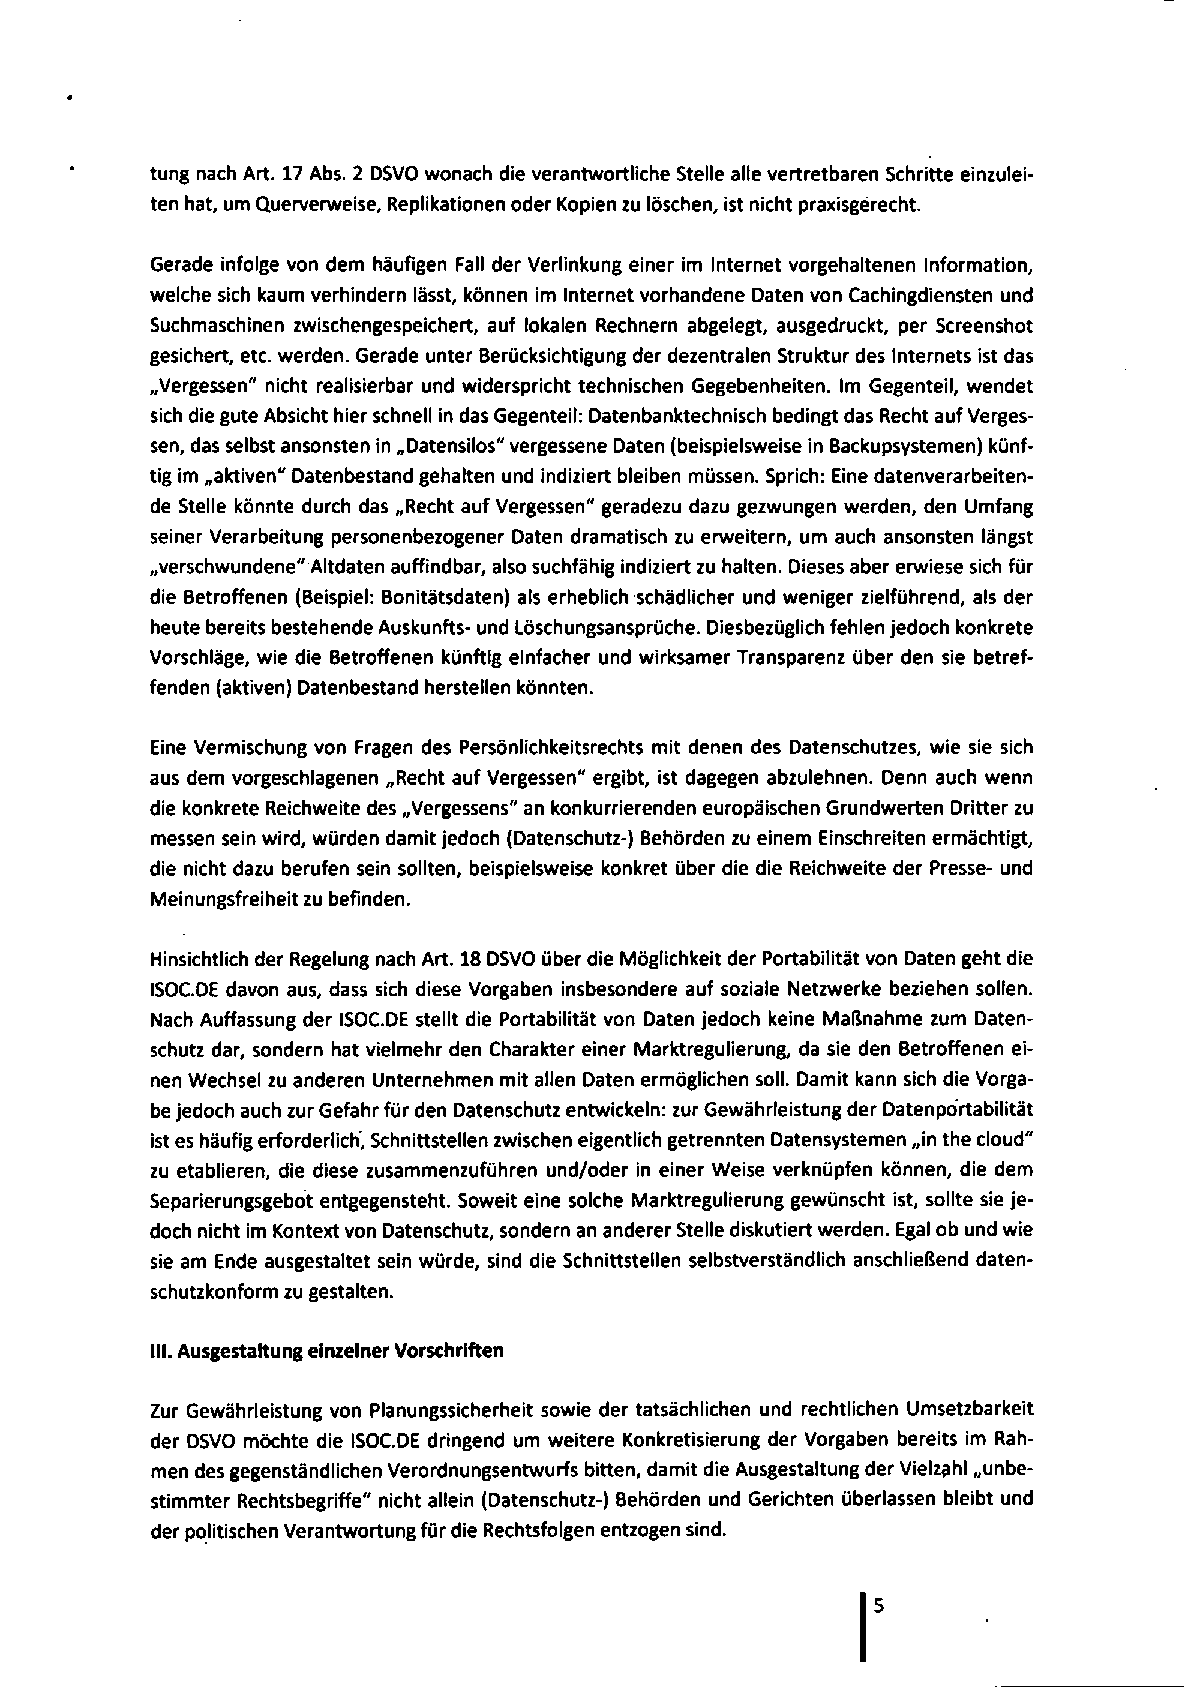 tung nach Art. 17 Abs. 2 DSVO wonach die verantwortliche Stelle alle vertretbaren Schritte einzulei-
ten hat, um Querverweise, Replikationen oder Kopien zu löschen, ist nicht praxisgerecht.
Gerade infolge von dem häufigen Fall der Verlinkung einer im Internet vorgehaltenen Information,
welche sich kaum verhindern lässt, können im Internet vorhandene Daten von Cachingdiensten und
Suchmaschinen zwischengespeichert, auf lokalen Rechnern abgelegt, ausgedruckt, per Screenshot
gesichert, etc. werden. Gerade unter Berücksichtigung der dezentralen Struktur des Internets ist das
„Vergessen“ nicht realisierbar und widerspricht technischen Gegebenheiten. Im Gegenteil, wendet
sich die gute Absicht hier schnell in das Gegenteil: Datenbanktechnisch bedingt das Recht auf Verges-
sen, das selbst ansonsten in „Datensilos“ vergessene Daten (beispielsweise in Backupsystemen) künf-
tig im „aktiven“ Datenbestand gehalten und indiziert bleiben müssen. Sprich: Eine datenverarbeiten-
de Stelle könnte durch das „Recht auf Vergessen“ geradezu dazu gezwungen werden, den Umfang
seiner Verarbeitung personenbezogener Daten dramatisch zu erweitern, um auch ansonsten längst
„verschwundene“ Altdaten auffindbar, also suchfähig indiziert zu halten. Dieses aber erwiese sich für
die Betroffenen (Beispiel: Bonitätsdaten) als erheblich schädlicher und weniger zielführend, als der
heute bereits bestehende Auskunfts- und Löschungsansprüche. Diesbezüglich fehlen jedoch konkrete
Vorschläge, wie die Betroffenen künftig einfacher und wirksamer Transparenz über den sie betref-
fenden (aktiven) Datenbestand herstellen könnten.
Eine Vermischung von Fragen des Persönlichkeitsrechts mit denen des Datenschutzes, wie sie sich
aus dem vorgeschlagenen „Recht auf Vergessen“ ergibt, ist dagegen abzulehnen. Denn auch wenn
die konkrete Reichweite des „Vergessens“ an konkurrierenden europäischen Grundwerten Dritter zu
messen sein wird, würden damit jedoch (Datenschutz-) Behörden zu einem Einschreiten ermächtigt,
die nicht dazu berufen sein sollten, beispielsweise konkret über die die Reichweite der Presse- und
Meinungsfreiheit zu befinden.
Hinsichtlich der Regelung nach Art. 18 DSVO über die Möglichkeit der Portabilität von Daten geht die
ISOC.DE davon aus, dass sich diese Vorgaben insbesondere auf soziale Netzwerke beziehen sollen.
Nach Auffassung der ISOC.DE stellt die Portabilität von Daten jedoch keine Maßnahme zum Daten-
schutz dar, sondern hat vielmehr den Charakter einer Marktregulierung, da sie den Betroffenen ei-
nen Wechsel zu anderen Unternehmen mit allen Daten ermöglichen soll. Damit kann sich die Vorga-
be jedoch auch zur Gefahr für den Datenschutz entwickeln: zur Gewährleistung der Datenportabilität
ist es häufig erforderlich, Schnittstellen zwischen eigentlich getrennten Datensystemen „in the cloud“
zu etablieren, die diese zusammenzuführen und/oder in einer Weise verknüpfen können, die dem
Separierungsgebot entgegensteht. Soweit eine solche Marktregulierung gewünscht ist, sollte sie je-
doch nicht im Kontext von Datenschutz, sondern an anderer Stelle diskutiert werden. Egal ob und wie
sie am Ende ausgestaltet sein würde, sind die Schnittstellen selbstverständlich anschließend daten-
schutzkonform zu gestalten.
III. Ausgestaltung einzelner Vorschriften
Zur Gewährleistung von Planungssicherheit sowie der tatsächlichen und rechtlichen Umsetzbarkeit
der DSVO möchte die ISOC.DE dringend um weitere Konkretisierung der Vorgaben bereits im Rah-
men des gegenständlichen Verordnungsentwurfs bitten, damit die Ausgestaltung der Vielzahl „unbe-
stimmter Rechtsbegriffe“ nicht allein (Datenschutz-) Behörden und Gerichten überlassen bleibt und
der politischen Verantwortung für die Rechtsfolgen entzogen sind.
5